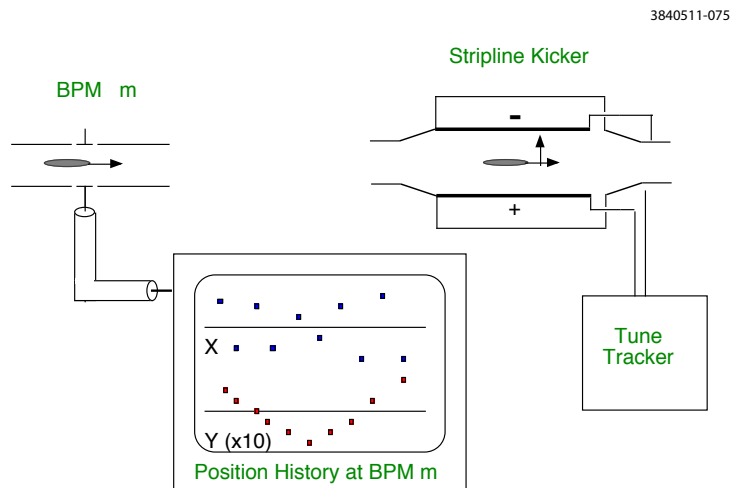 3840511-075
Stripline Kicker
BPM m
-
+
X
Y (x10)
Position History at BPM m
Tune
Tracker